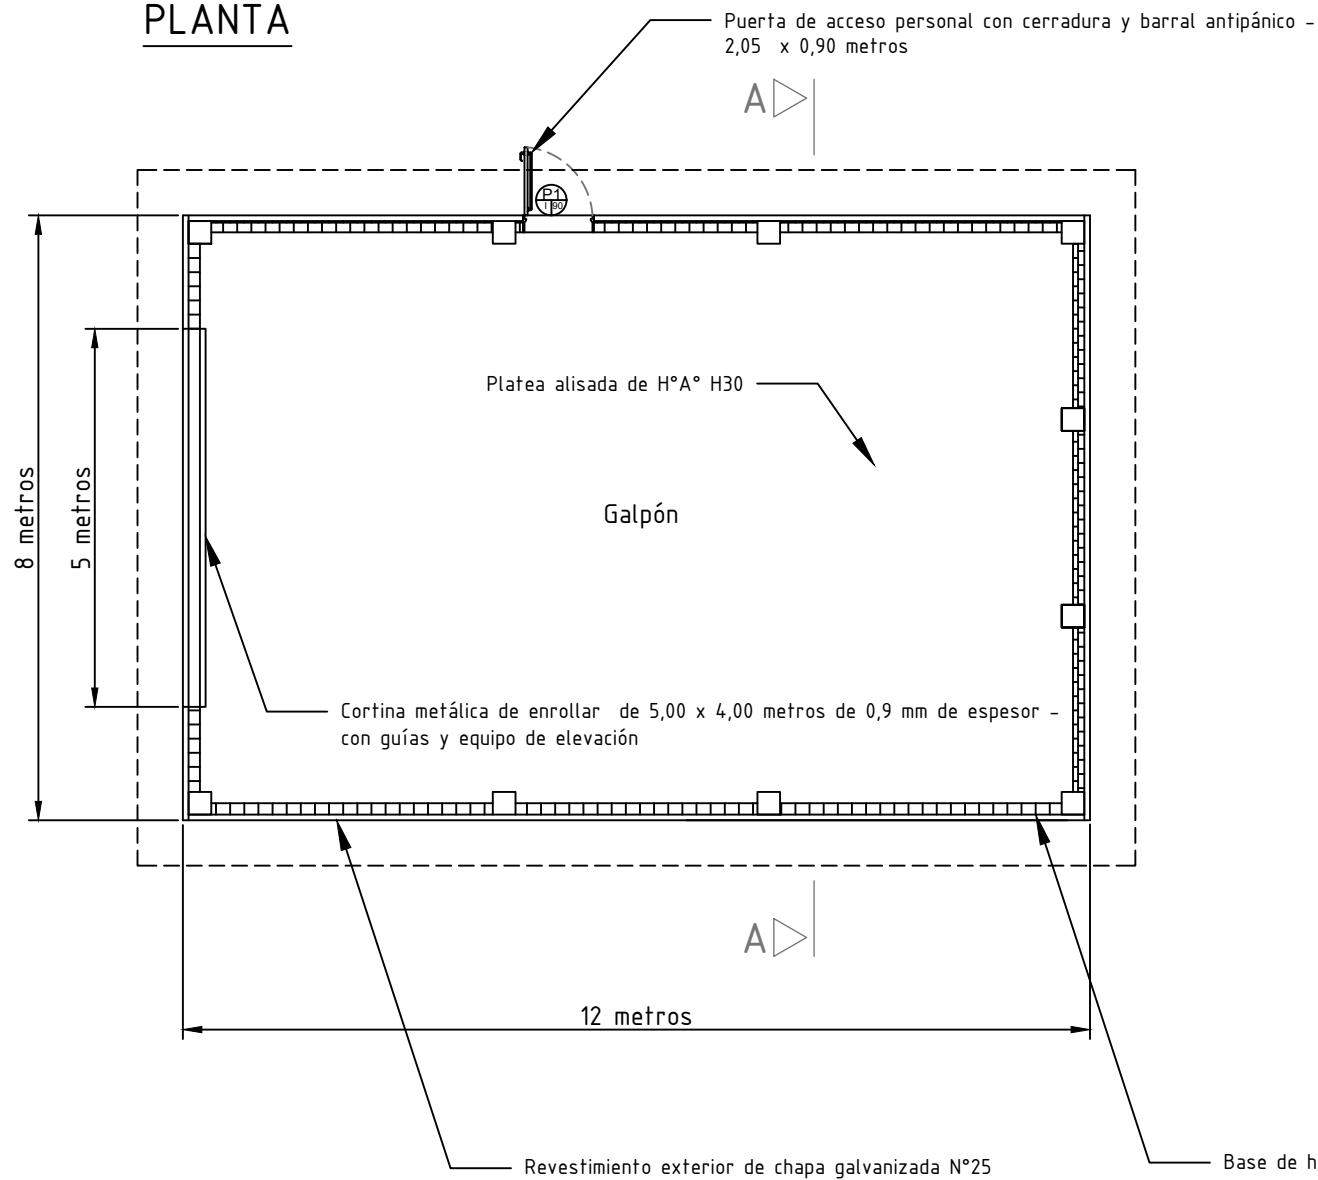 PLANTA
Puerta de acceso personal con cerradura y barral antipánico -
2,05 x 0,90 metros
A
P1
I 90
Platea alisada de H°A° H30
8 metros
5 metros
Galpón
Cortina metálica de enrollar de 5,00 x 4,00 metros de 0,9 mm de espesor -
con guías y equipo de elevación
A
12 metros
Revestimiento exterior de chapa galvanizada N°25
Base de h